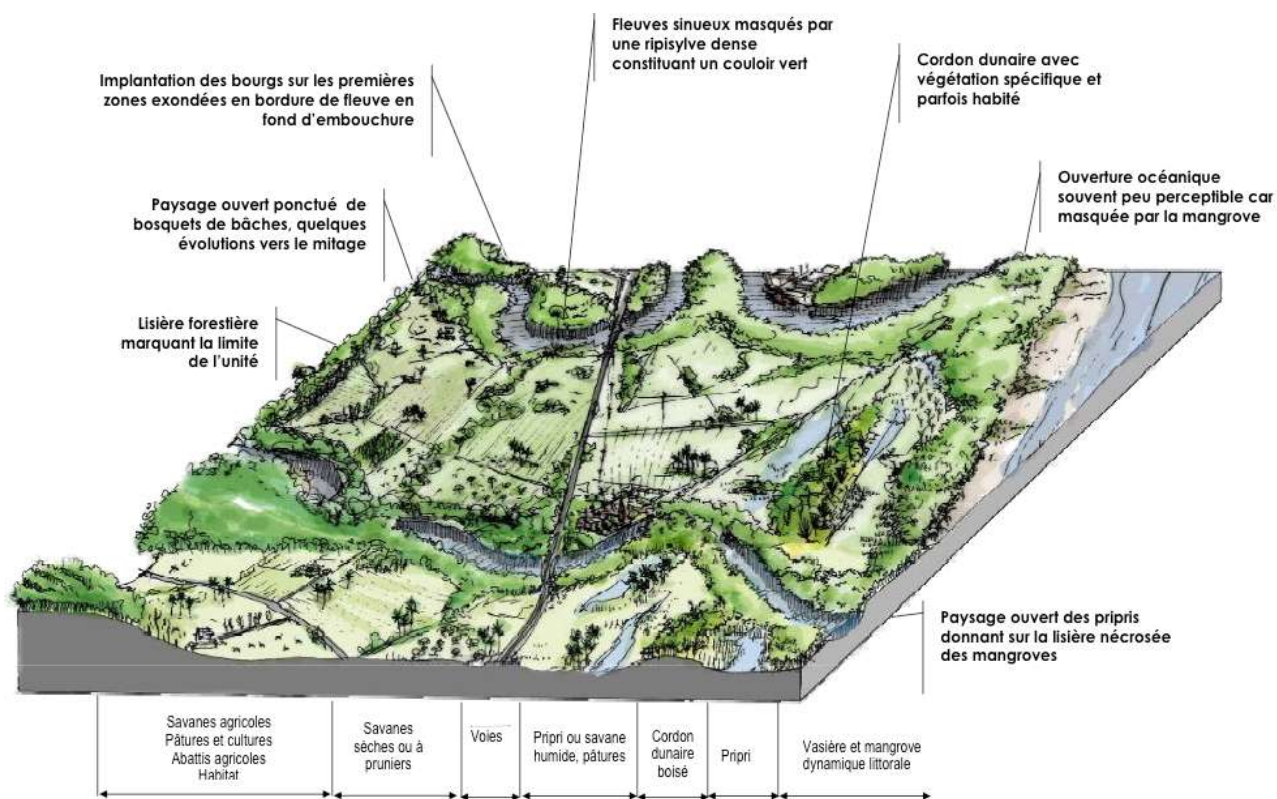 Fleuves sinueux masqués par
une ripisylve dense
constituant un couloir vert
Implantation des bourgs sur les premières
zones exondées en bordure de fleuve en
fond d'embouchure
Cordon dunaire avec
végétation spécifique et
parfois habité
Paysage ouvert ponctué de
bosquets de bâches, quelques
évolutions vers le mitage
Ouverture océanique
souvent peu perceptible car
masquée par la mangrove
Lisière forestière
marquant la limite
de l'unité
Paysage ouvert des pripris
donnant sur la lisière nécrosée
des mangroves
Savanes agricoles
Pâtures et cultures
Abattis agricoles
Habitat
Savanes
sèches ou à
pruniers
Voies
Pripri ou savane
humide, pâtures
Cordon
dunaire
boisé
Pripri
Vasière et mangrove
dynamique littorale